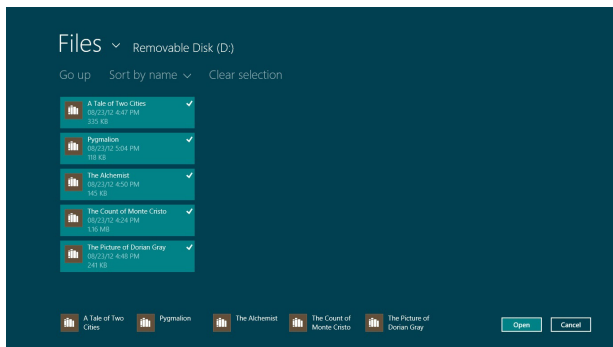 Files Removable Disk (D:)
Go up Sort by name Clear selection
A Tale of Two Cities
08/23/12 4:47 PM
335 KB
Pygmalion
08/23/12 5:04 PM
118 KB
The Alchemist
08/23/12 4:50 PM
145 KB
The Count of Monte Cristo
08/23/12 4:24 PM
1.16 MB
The Picture of Dorian Gray
08/23/12 4:48 PM
241 KB
A Tale of Two
Cities
Pygmalion
The Alchemist
The Count of
Monte Cristo
The Picture of
Dorian Gray
Open Cancel